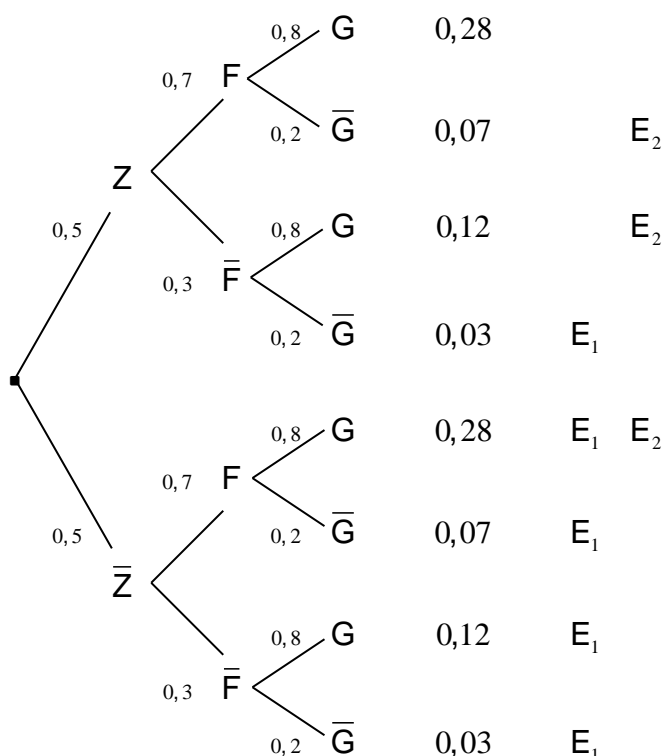 0,8 G 0,28
0,7 F
0,2 G̅ 0,07 E₂
Z
0,5 0,8 G 0,12 E₂
0,3 F̅
0,2 G̅ 0,03 E₁
0,8 G 0,28 E₁ E₂
0,7 F
0,5 0,2 G̅ 0,07 E₁
Z̅
0,8 G 0,12 E₁
0,3 F̅
0,2 G̅ 0,03 E₁